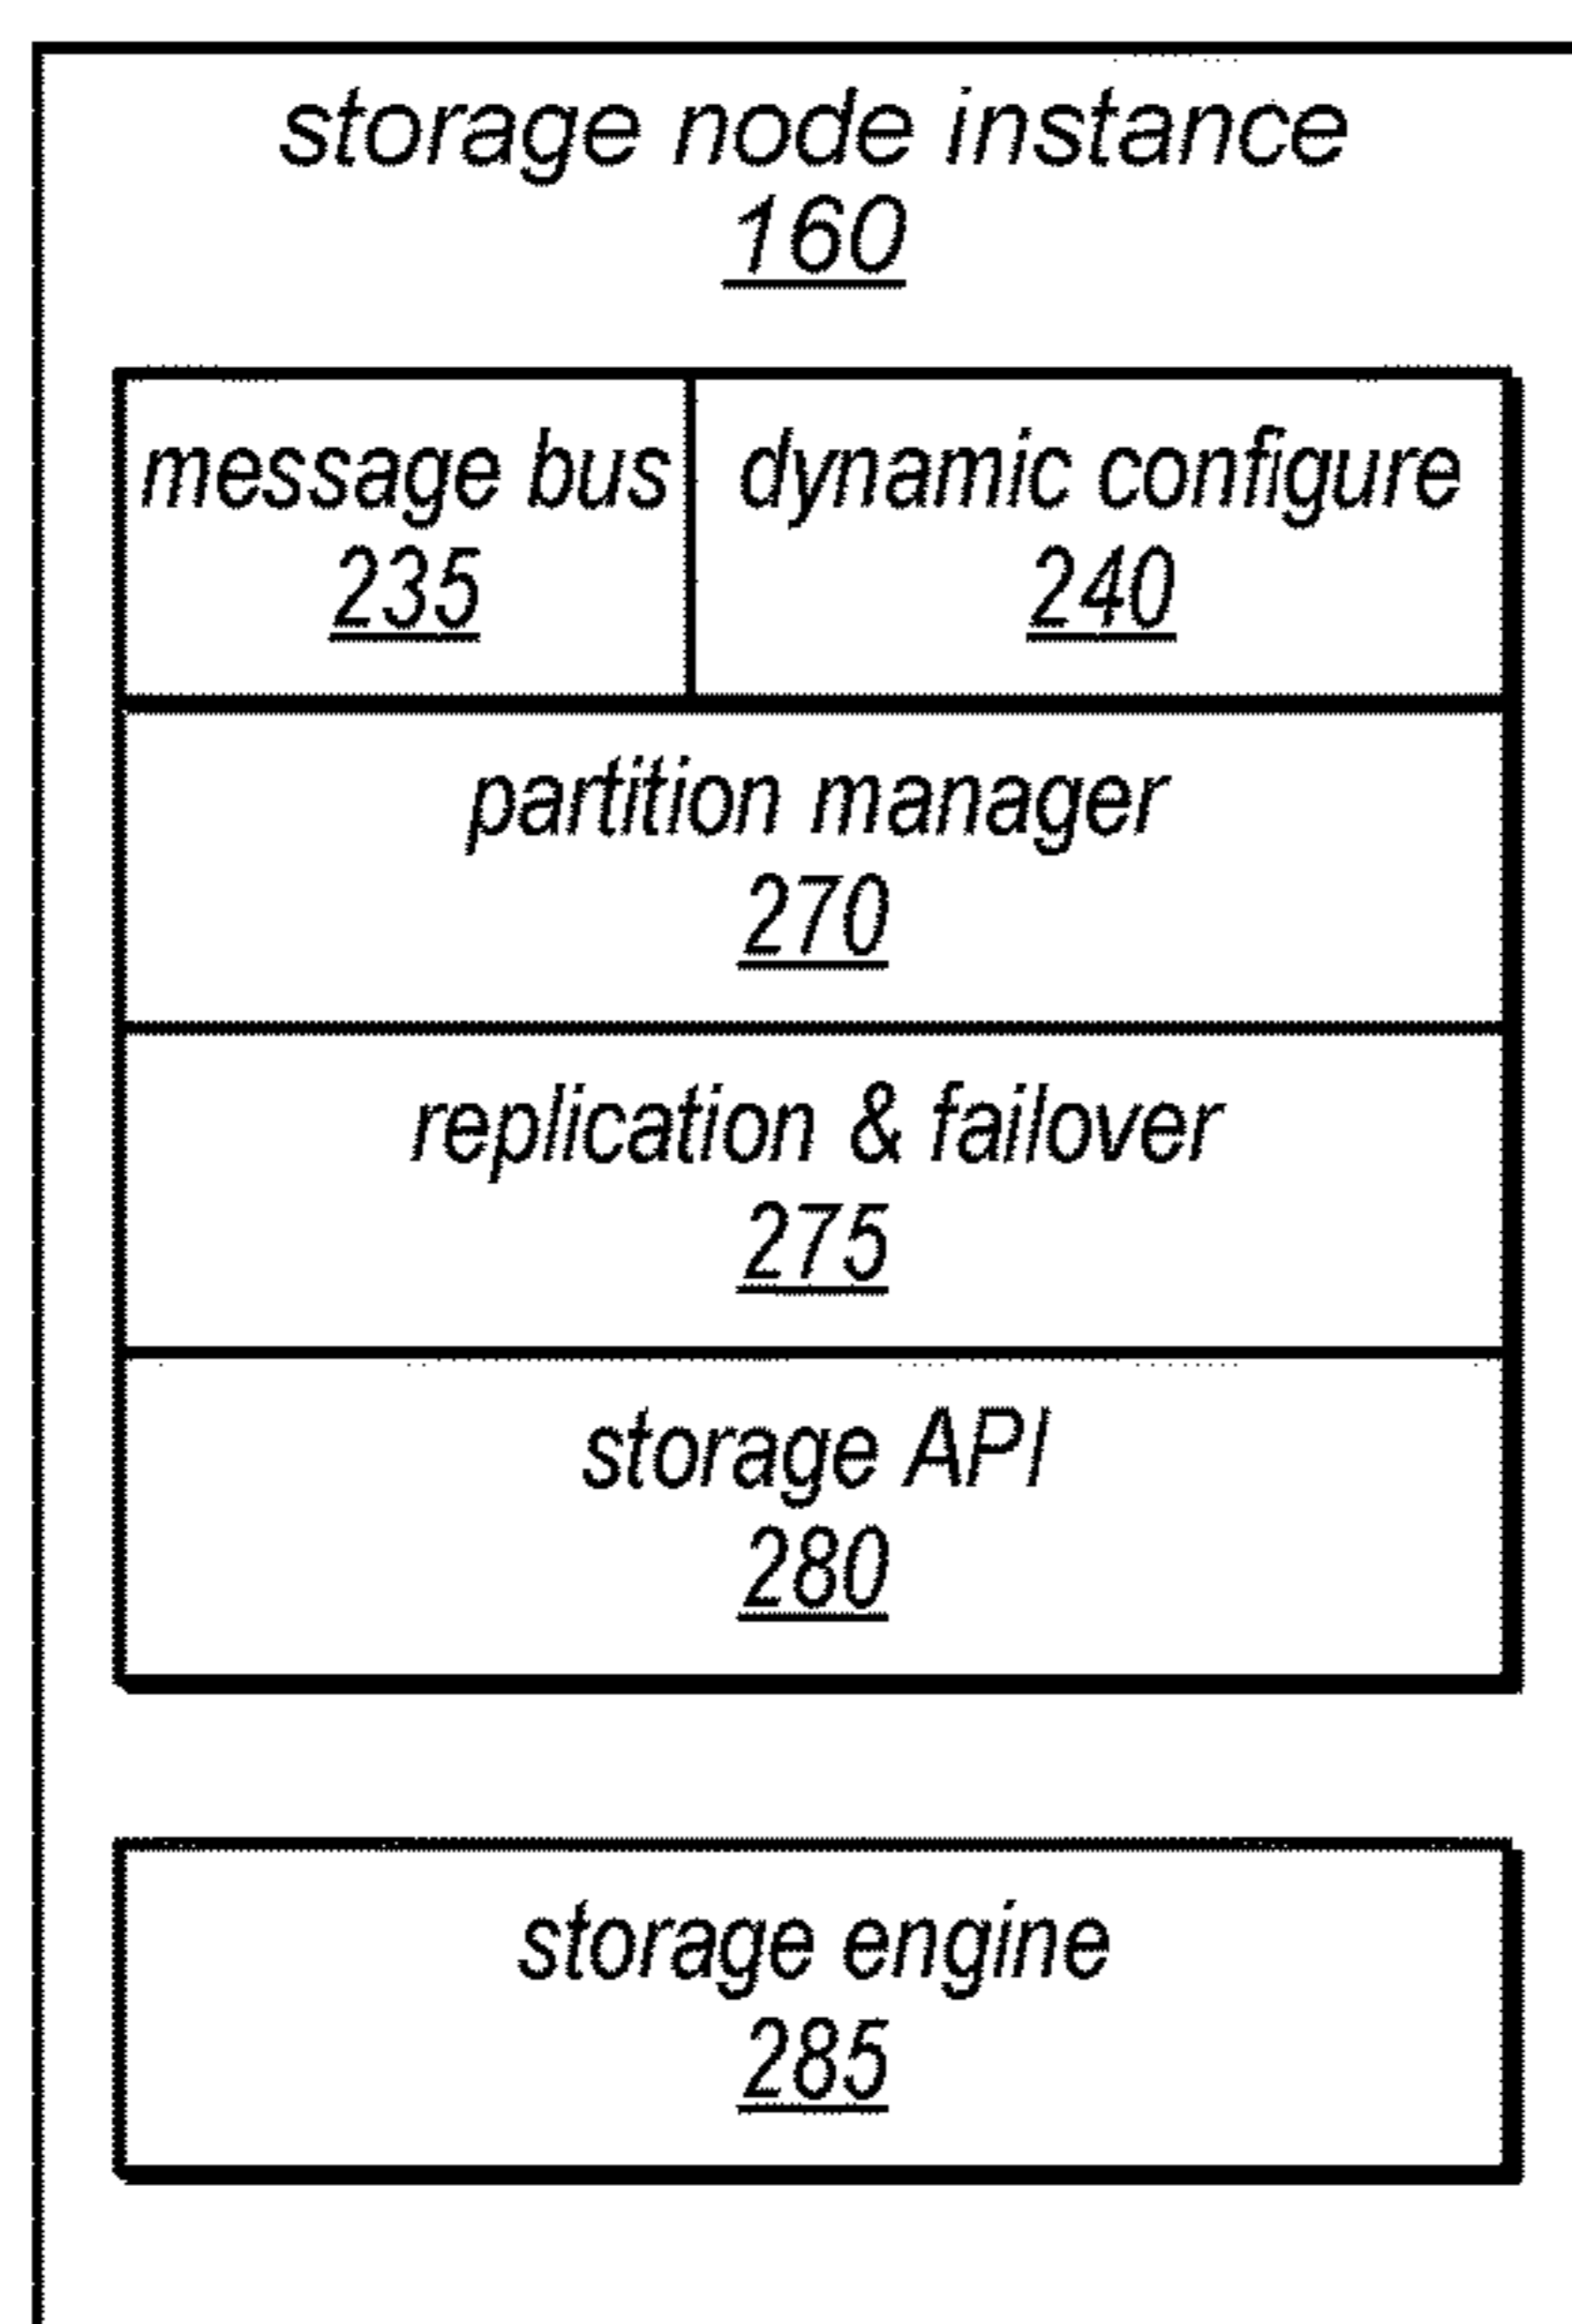 storage node instance
160
message bus
235
dynamic configure
240
partition manager
270
replication & failover
275
storage API
280
storage engine
285